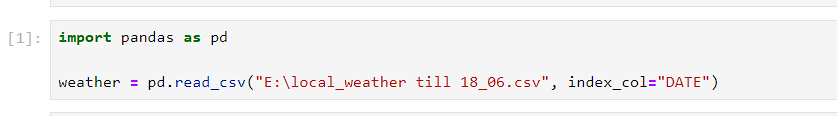 [1]: import pandas as pd
weather = pd.read_csv("E:\local_weather till 18_06.csv", index_col="DATE")